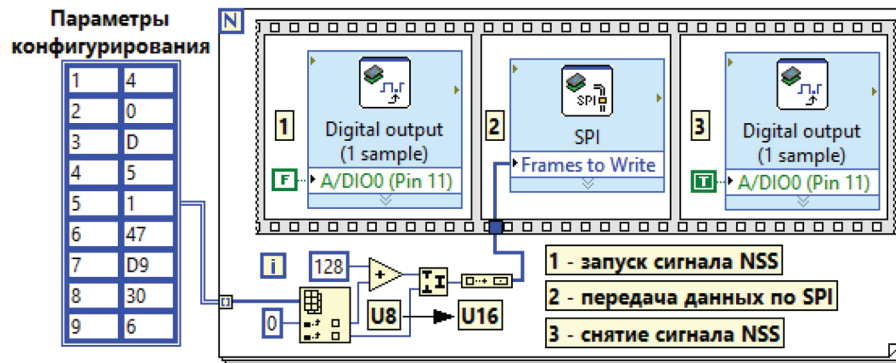 Параметры
конфигурирования
1 4
2 0
3 D
4 5
5 1
6 47
7 D9
8 30
9 6
N
1
Digital output
(1 sample)
F
A/DIO0 (Pin 11)
2
SPI
SPI
Frames to Write
3
Digital output
(1 sample)
T
A/DIO0 (Pin 11)
i
128
+
0
U8
U16
1 - запуск сигнала NSS
2 - передача данных по SPI
3 - снятие сигнала NSS